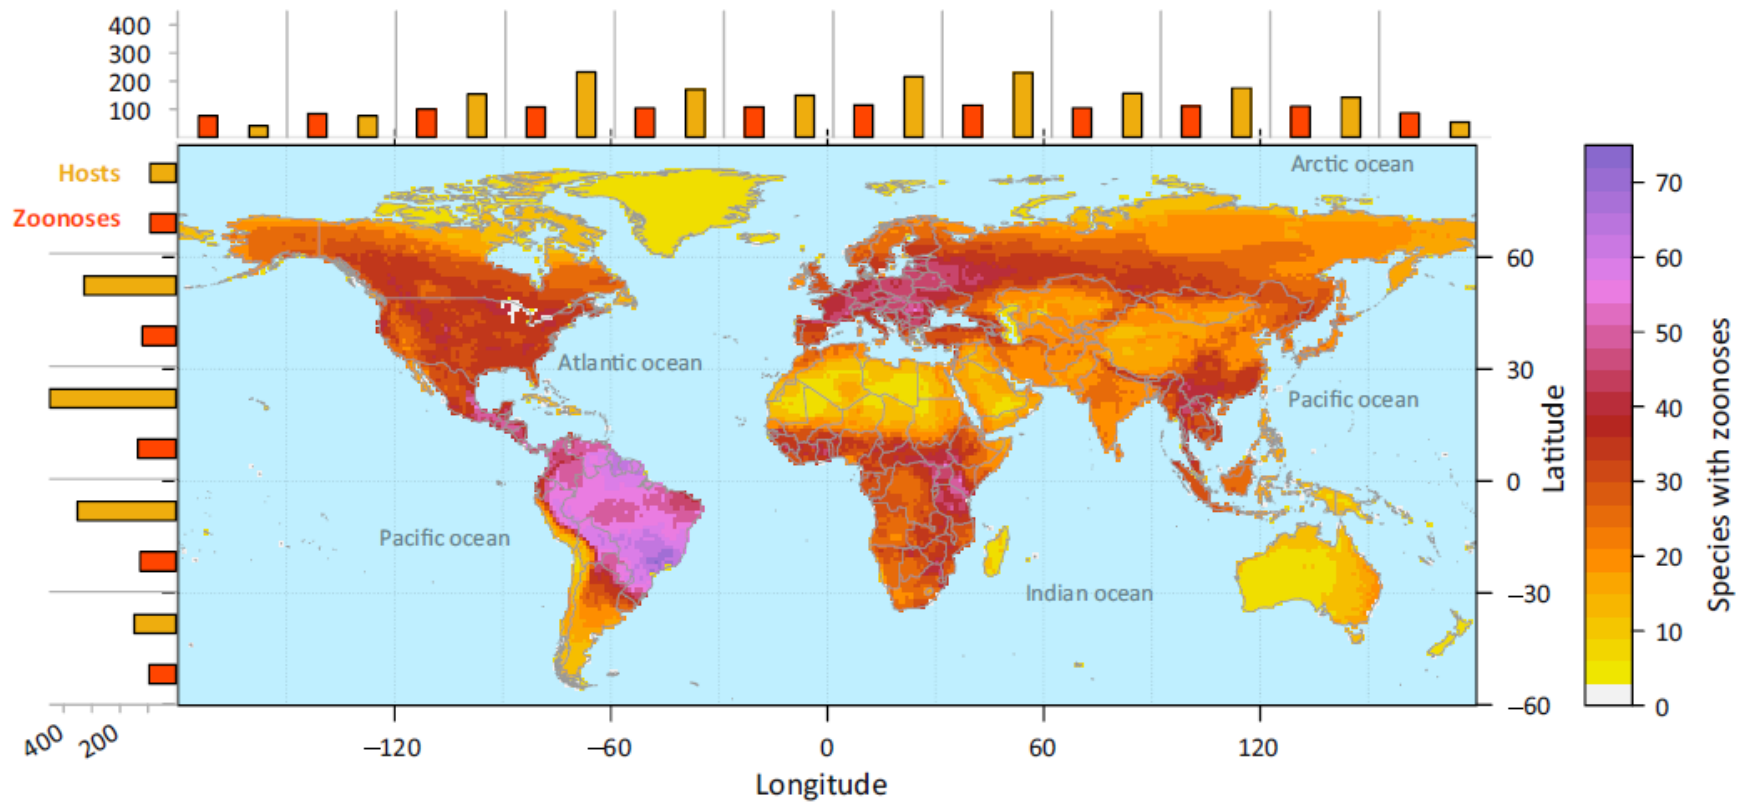 400
300
200
100
Hosts
Zoonoses
Arctic ocean
Atlantic ocean
Pacific ocean
Pacific ocean
Indian ocean
60
30
0
–30
–60
Latitude
70
60
50
40
30
20
10
0
Species with zoonoses
400 200
–120 –60 0 60 120
Longitude